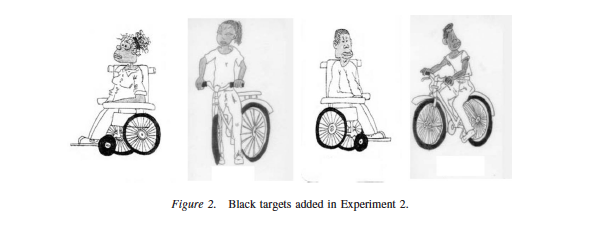 Figure 2. Black targets added in Experiment 2.